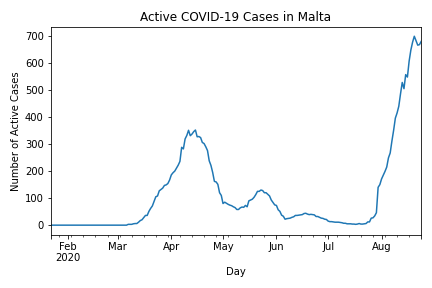 Active COVID-19 Cases in Malta
Number of Active Cases
700
600
500
400
300
200
100
0
Feb Mar Apr May Jun Jul Aug
2020
Day